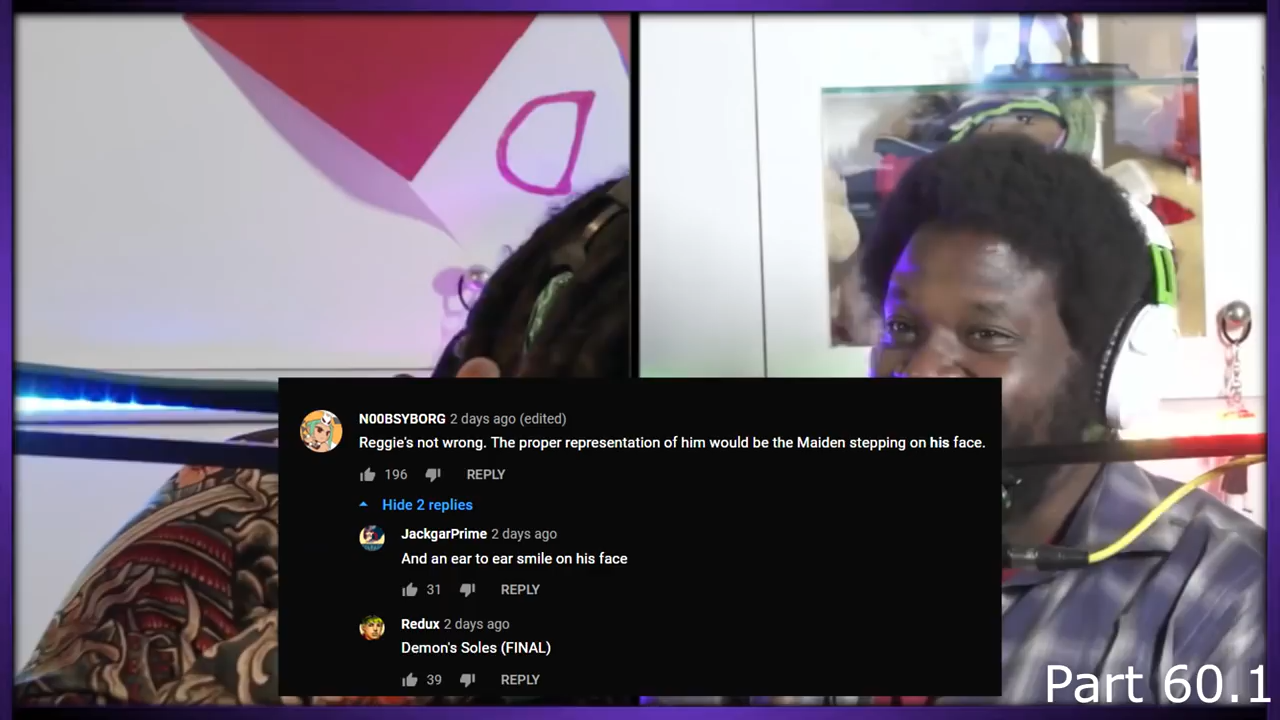 N00BSYBORG 2 days ago (edited)
Reggie's not wrong. The proper representation of him would be the Maiden stepping on his face.
196 REPLY
Hide 2 replies
JackgarPrime 2 days ago
And an ear to ear smile on his face
31 REPLY
Redux 2 days ago
Demon's Soles (FINAL)
39 REPLY
Part 60.1